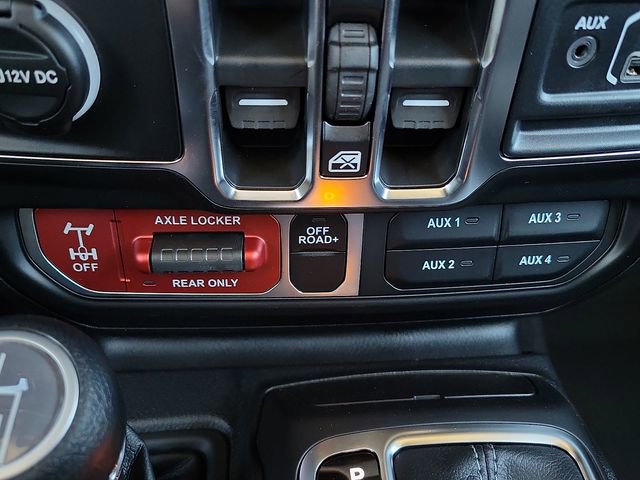 12V DC
AUX
AXLE LOCKER
OFF
REAR ONLY
OFF
ROAD+
AUX 1
AUX 3
AUX 2
AUX 4
P